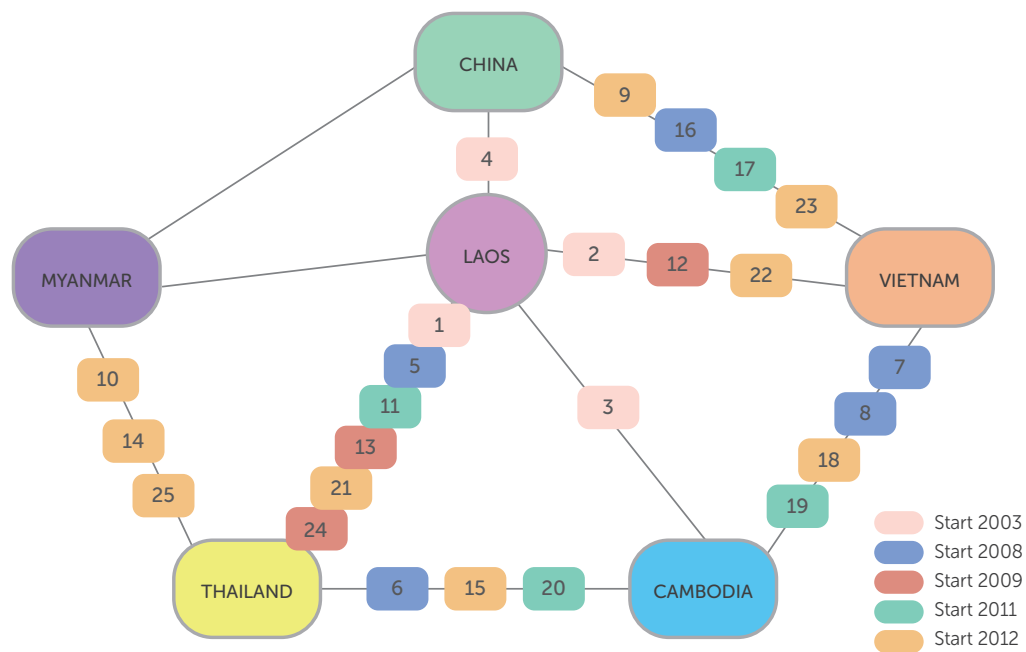 CHINA
9
16
4
17
23
LAOS
2
12
22
MYANMAR
VIETNAM
1
5
7
10
11
3
8
14
13
18
25
21
19
24
THAILAND
6
15
20
CAMBODIA
Start 2003
Start 2008
Start 2009
Start 2011
Start 2012